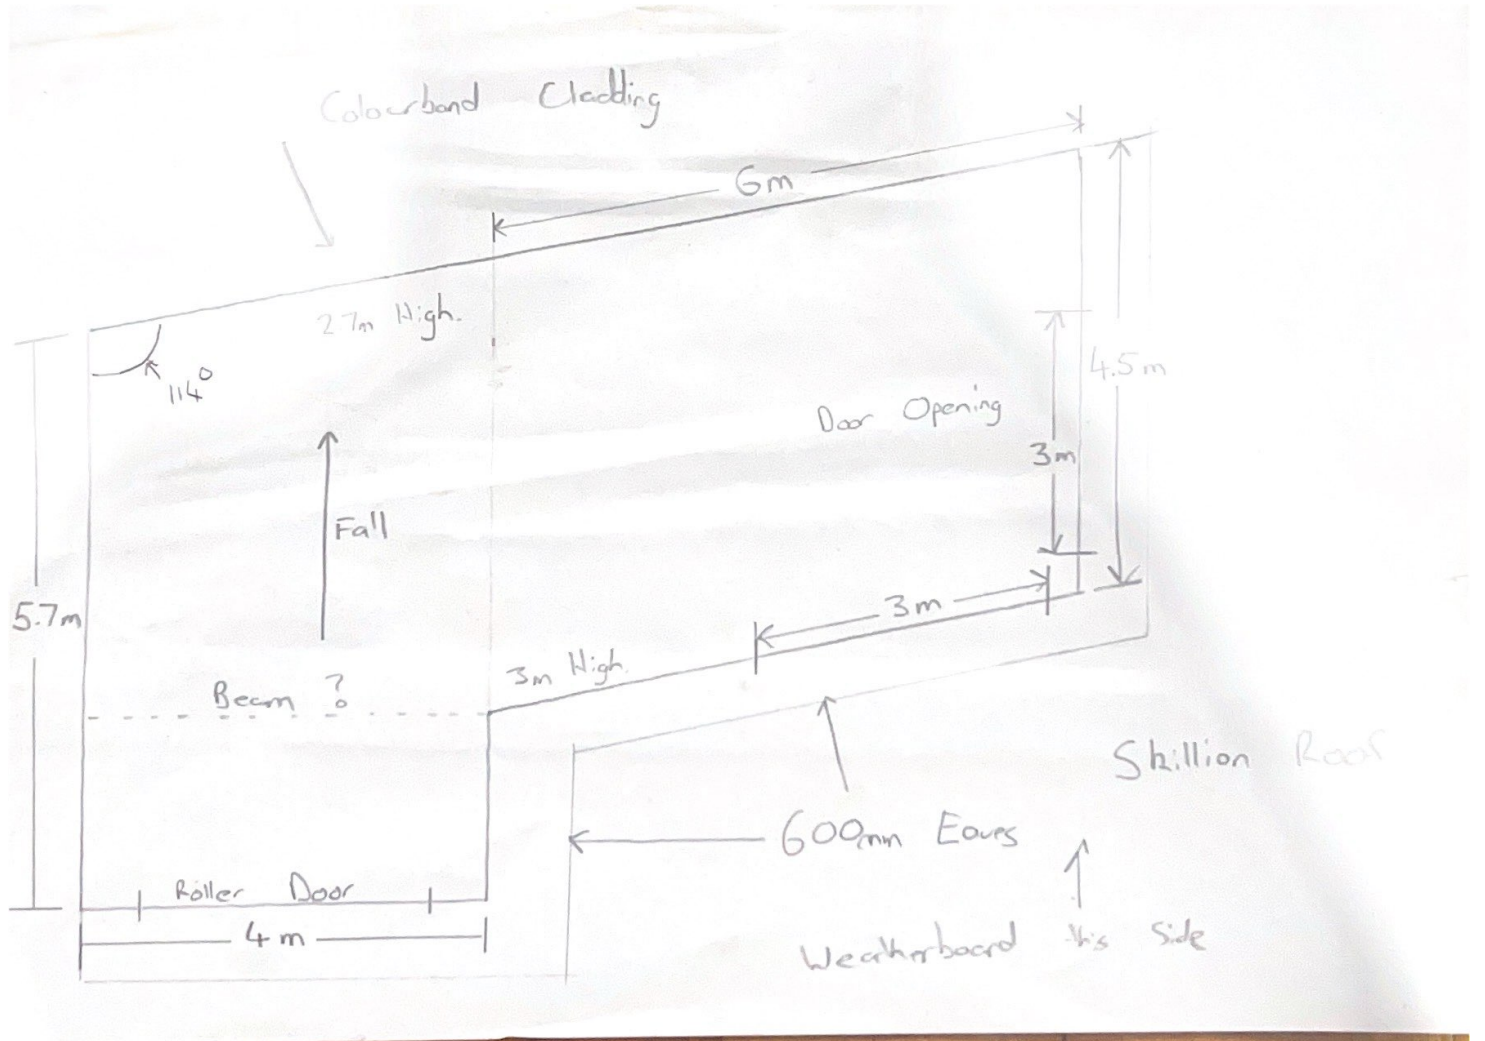 Colourbond Cladding
6m
2.7m High.
114°
4.5m
Door Opening
3m
Fall
5.7m
3m
3m High.
Beam ?
Skillion Roof
600mm Eaves
Roller Door
4m
Weatherboard this Side